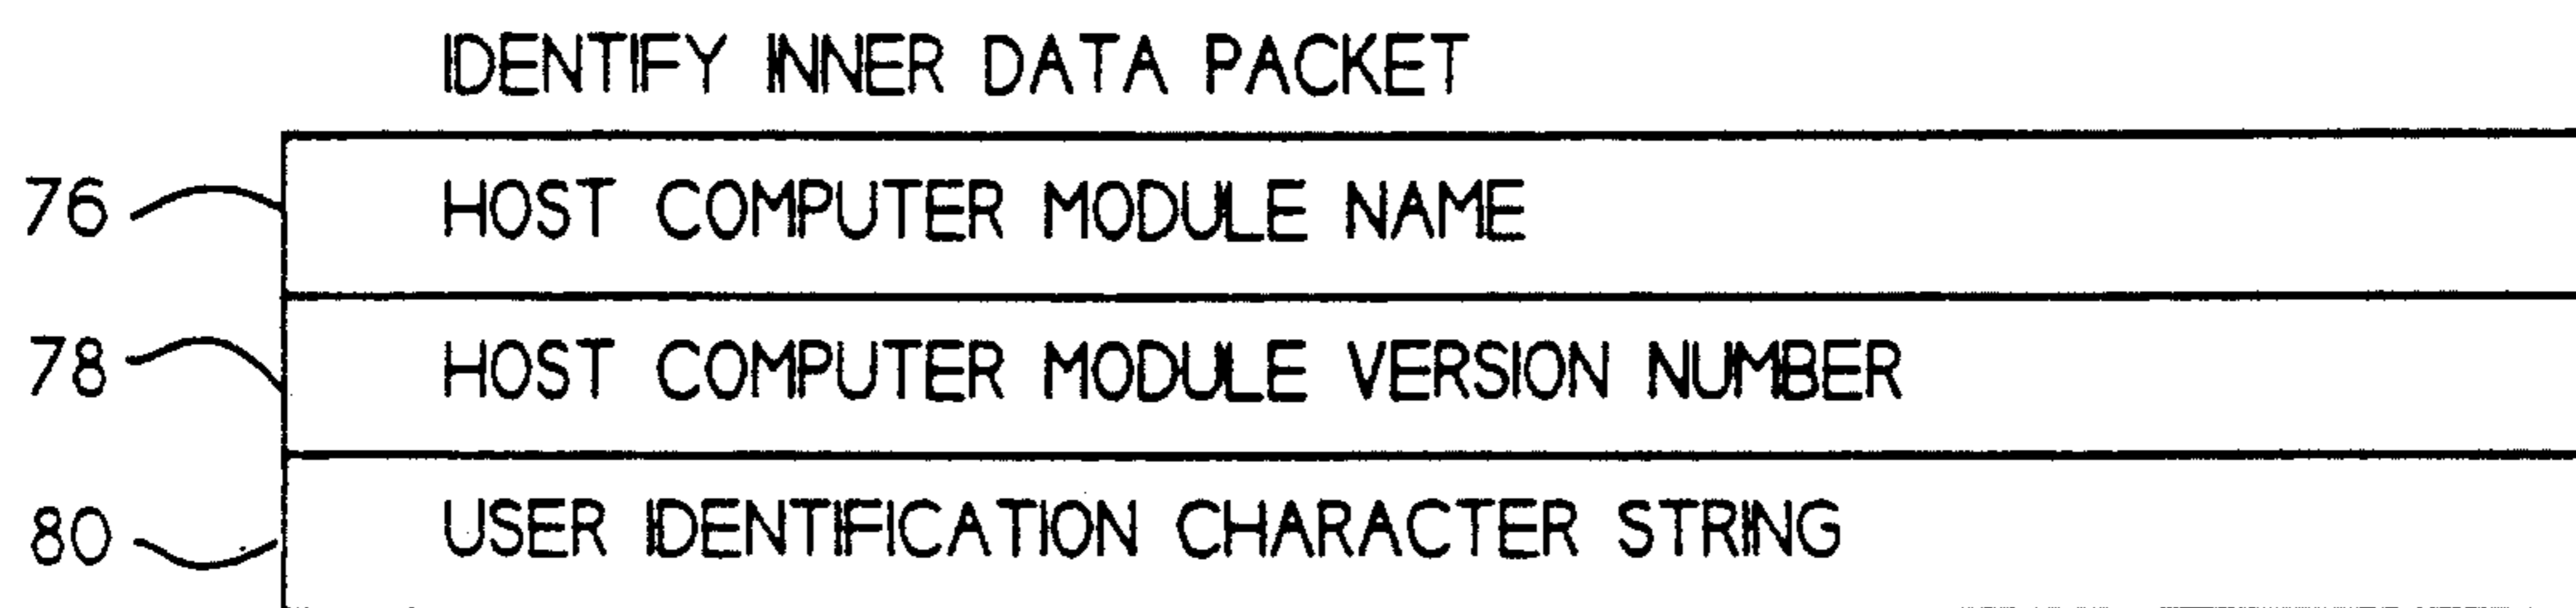 IDENTIFY INNER DATA PACKET
76 HOST COMPUTER MODULE NAME
78 HOST COMPUTER MODULE VERSION NUMBER
80 USER IDENTIFICATION CHARACTER STRING